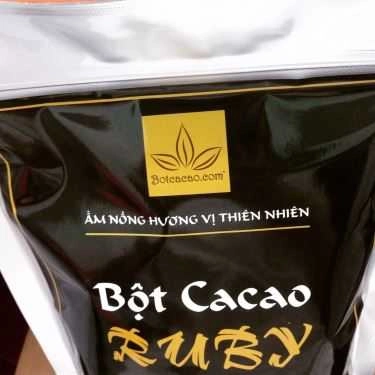 Botcacao.com
ẤM NỒNG HƯƠNG VỊ THIÊN NHIÊN
Bột Cacao
RUBY